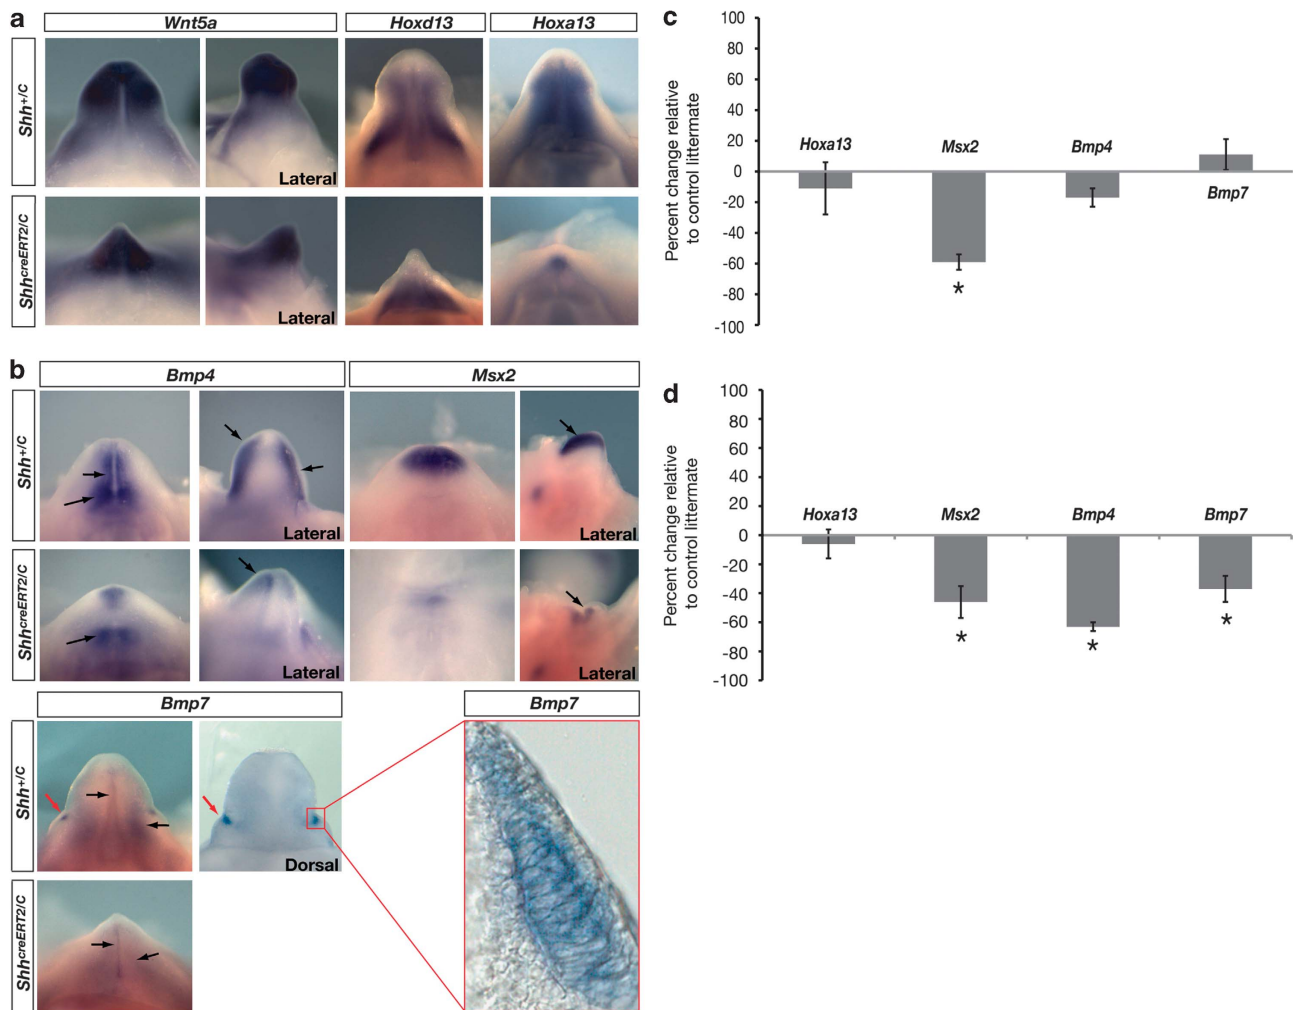 a
Wnt5a
Hoxd13
Hoxa13
Shh+/C
Lateral
ShhcreERT2/C
Lateral
b
Bmp4
Msx2
Shh+/C
Lateral
Lateral
ShhcreERT2/C
Lateral
Lateral
Bmp7
Bmp7
Shh+/C
Dorsal
ShhcreERT2/C
c
Percent change relative
to control littermate
100
80
60
40
20
0
-20
-40
-60
-80
-100
Hoxa13
Msx2
Bmp4
Bmp7
*
d
Percent change relative
to control littermate
100
80
60
40
20
0
-20
-40
-60
-80
-100
Hoxa13
Msx2
Bmp4
Bmp7
*
*
*